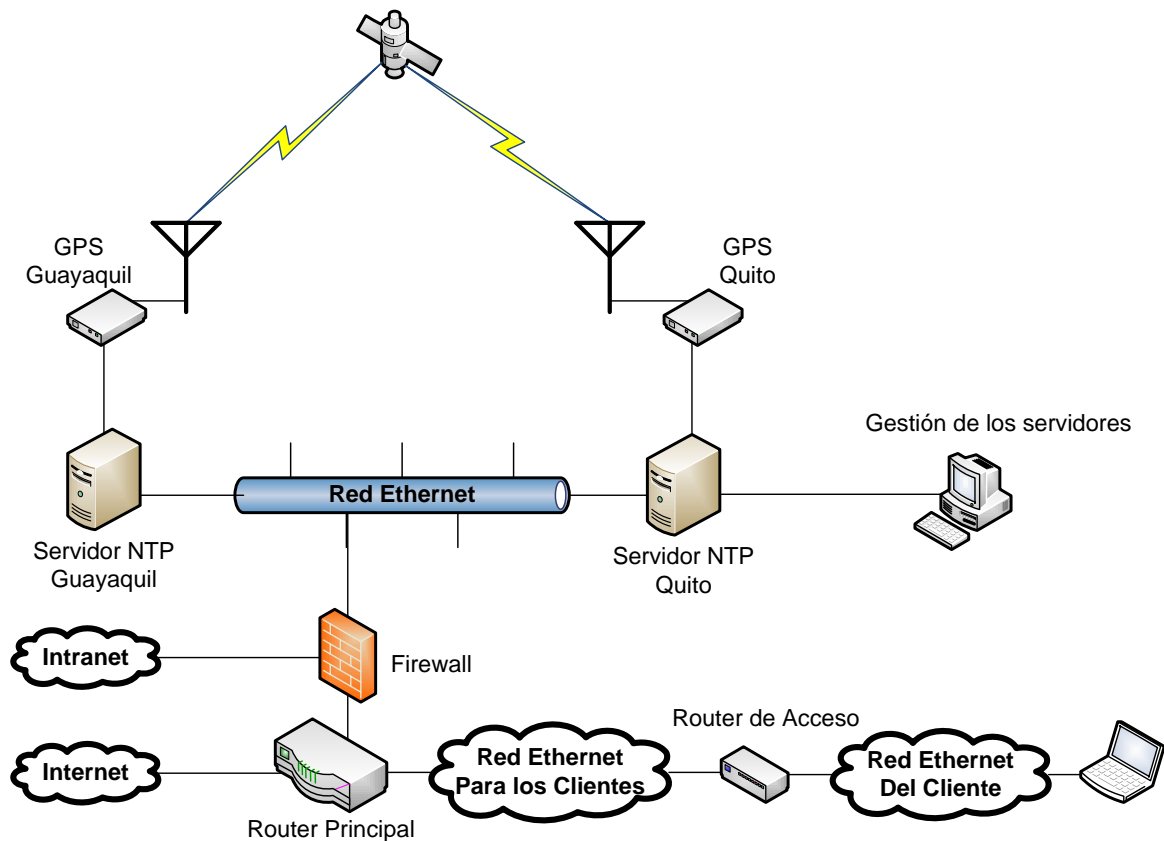 GPS
Guayaquil
GPS
Quito
Gestión de los servidores
Red Ethernet
Servidor NTP
Guayaquil
Servidor NTP
Quito
Intranet
Firewall
Router de Acceso
Internet
Red Ethernet
Para los Clientes
Red Ethernet
Del Cliente
Router Principal